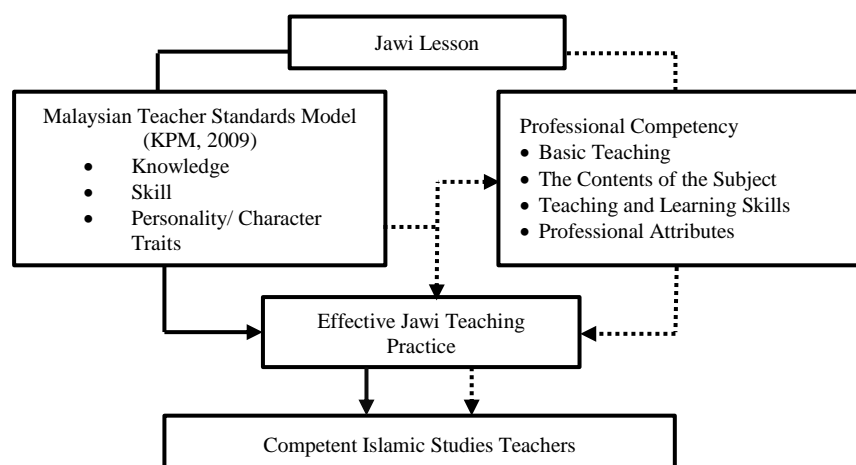 Jawi Lesson
Malaysian Teacher Standards Model
(KPM, 2009)
• Knowledge
• Skill
• Personality/ Character
Traits
Professional Competency
• Basic Teaching
• The Contents of the Subject
• Teaching and Learning Skills
• Professional Attributes
Effective Jawi Teaching
Practice
Competent Islamic Studies Teachers